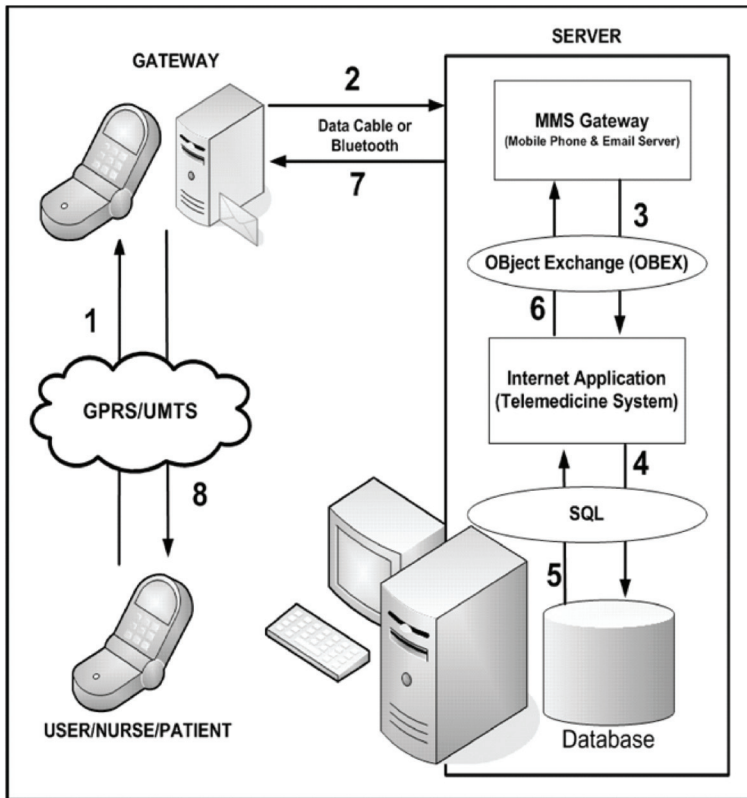 SERVER
GATEWAY
2
Data Cable or
Bluetooth
7
MMS Gateway
(Mobile Phone & Email Server)
3
OBject Exchange (OBEX)
6
1
GPRS/UMTS
8
Internet Application
(Telemedicine System)
4
SQL
5
Database
USER/NURSE/PATIENT